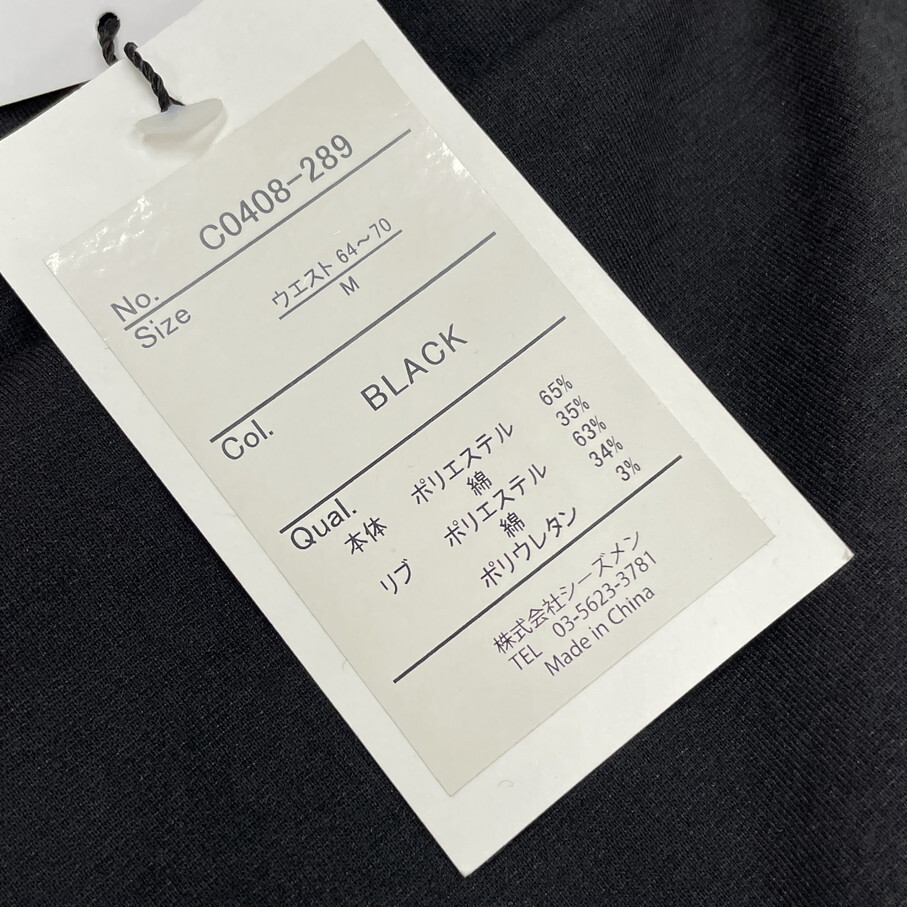 No. C0408-289
Size ウエスト 64～70
M
Col. BLACK
Qual.
本体 ポリエステル 65%
綿 35%
リブ ポリエステル 63%
綿 34%
ポリウレタン 3%
株式会社シーズメン
TEL 03-5623-3781
Made in China